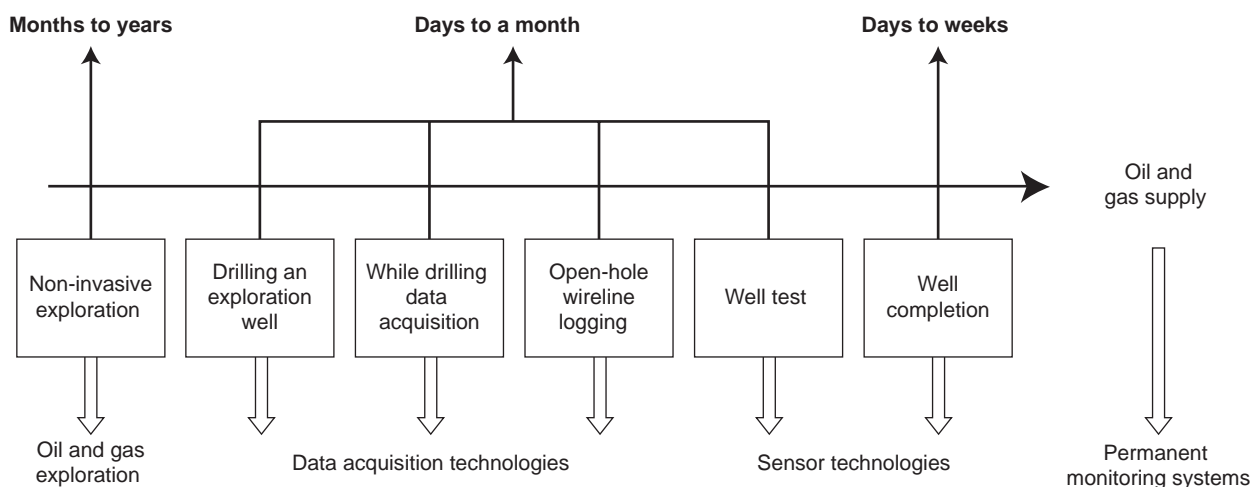 Months to years
Days to a month
Days to weeks
Oil and
gas supply
Non-invasive
exploration
Drilling an
exploration
well
While drilling
data
acquisition
Open-hole
wireline
logging
Well test
Well
completion
Oil and gas
exploration
Data acquisition technologies
Sensor technologies
Permanent
monitoring systems